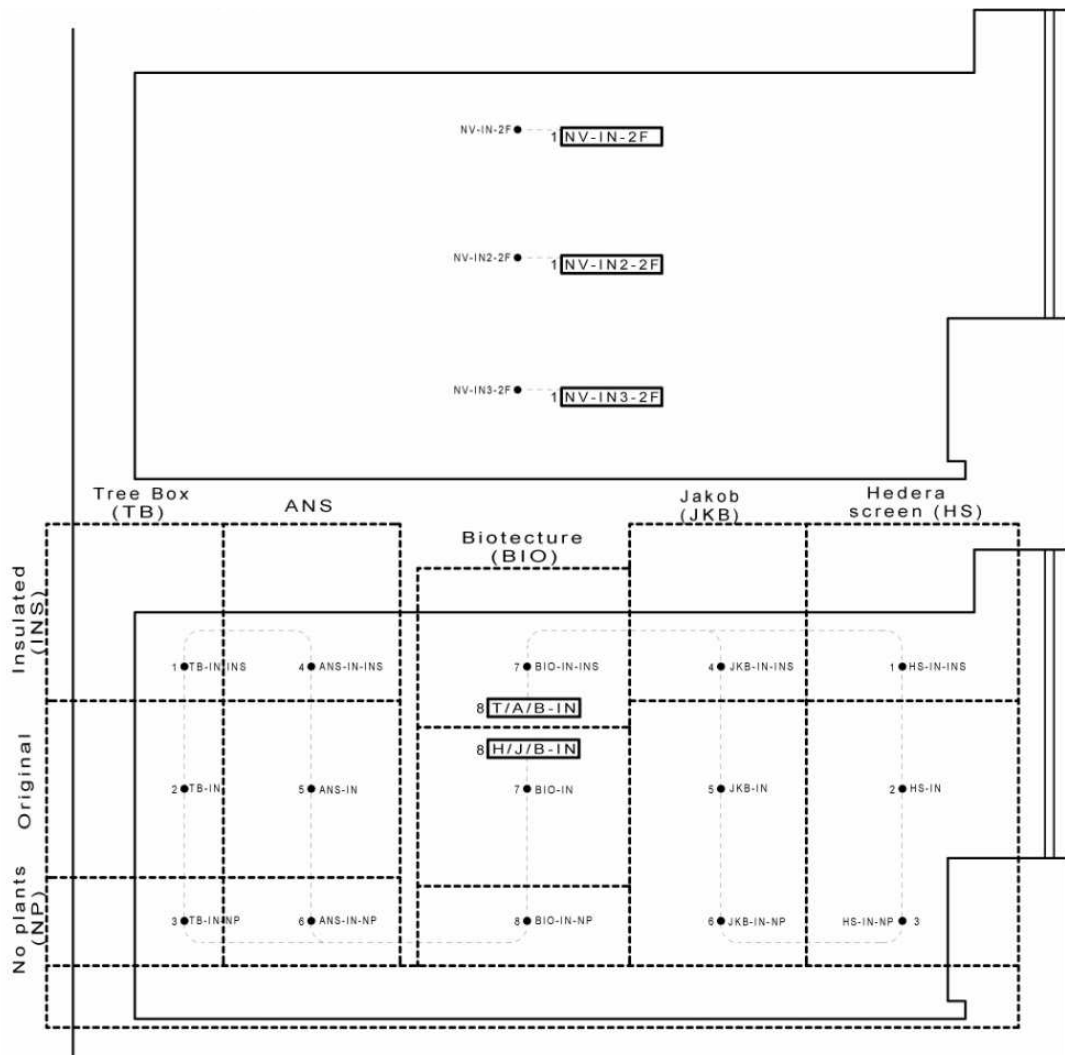 NV-IN-2F
1 NV-IN-2F
NV-IN2-2F
1 NV-IN2-2F
NV-IN3-2F
1 NV-IN3-2F
Tree Box
(TB)
ANS
Biotecture
(BIO)
Jakob
(JKB)
Hedera
screen (HS)
Insulated
(INS)
1 TB-IN-INS
4 ANS-IN-INS
7 BIO-IN-INS
4 JKB-IN-INS
1 HS-IN-INS
8 T/A/B-IN
8 H/J/B-IN
Original
2 TB-IN
5 ANS-IN
7 BIO-IN
5 JKB-IN
2 HS-IN
No plants
(NP)
3 TB-IN-NP
6 ANS-IN-NP
8 BIO-IN-NP
6 JKB-IN-NP
HS-IN-NP 3